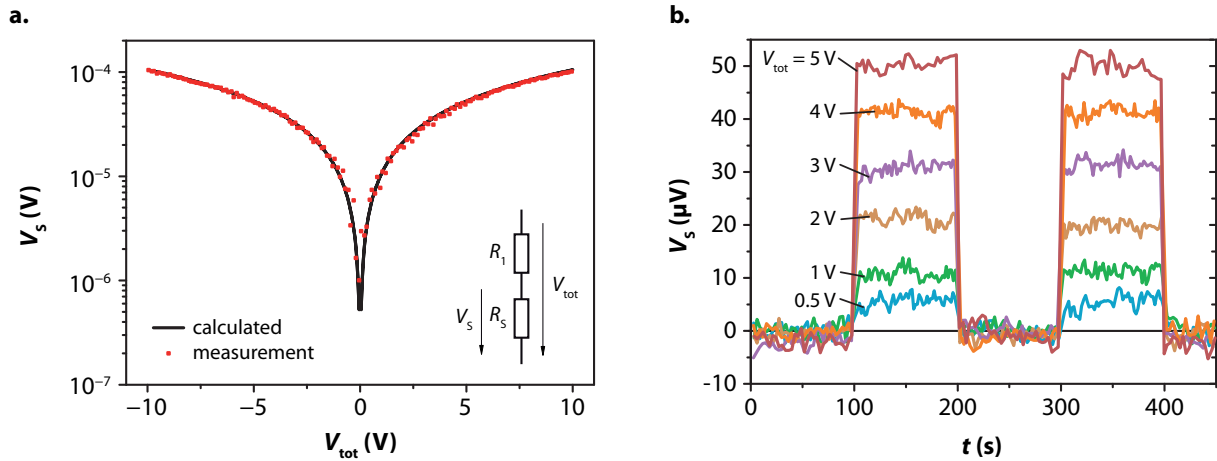 a.
10⁻⁴
10⁻⁵
10⁻⁶
10⁻⁷
V_S (V)
−10
−5
0
5
10
V_tot (V)
calculated
measurement
R_1
R_S
V_S
V_tot
b.
50
40
30
20
10
0
-10
V_s (µV)
V_tot = 5 V
4 V
3 V
2 V
1 V
0.5 V
0
100
200
300
400
t (s)